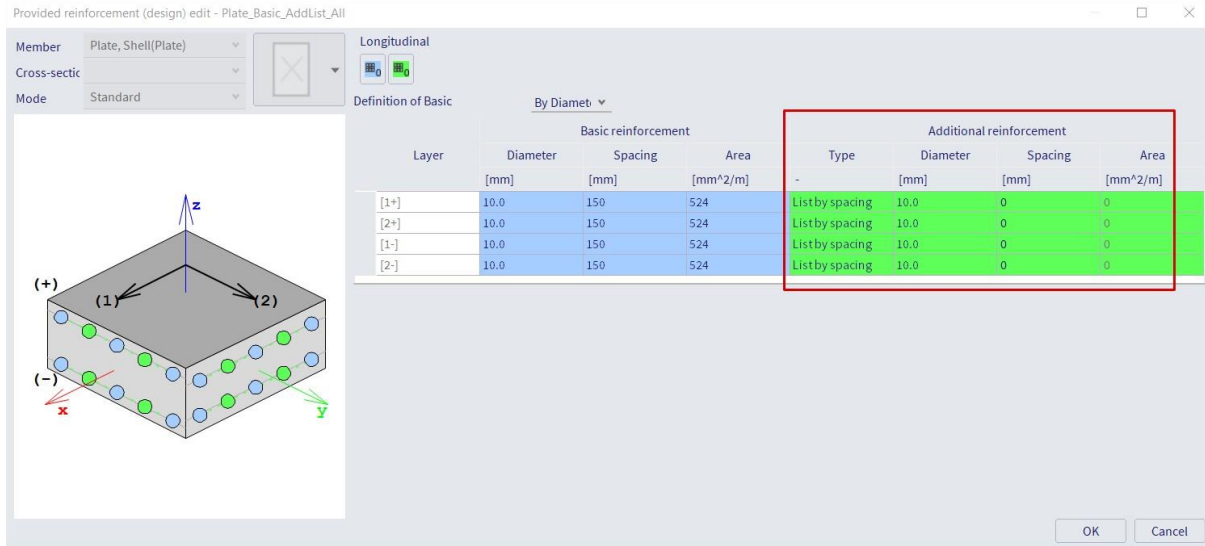 Provided reinforcement (design) edit - Plate_Basic_AddList_All
Member Plate, Shell(Plate)
Cross-sectic
Mode Standard
Longitudinal
Definition of Basic By Diamet
Basic reinforcement Additional reinforcement
Layer Diameter Spacing Area Type Diameter Spacing Area
[mm] [mm] [mm^2/m] - [mm] [mm] [mm^2/m]
[1+] 10.0 150 524 List by spacing 10.0 0 0
[2+] 10.0 150 524 List by spacing 10.0 0 0
[1-] 10.0 150 524 List by spacing 10.0 0 0
[2-] 10.0 150 524 List by spacing 10.0 0 0
z
(+)
(1) (2)
(-)
x y
OK Cancel